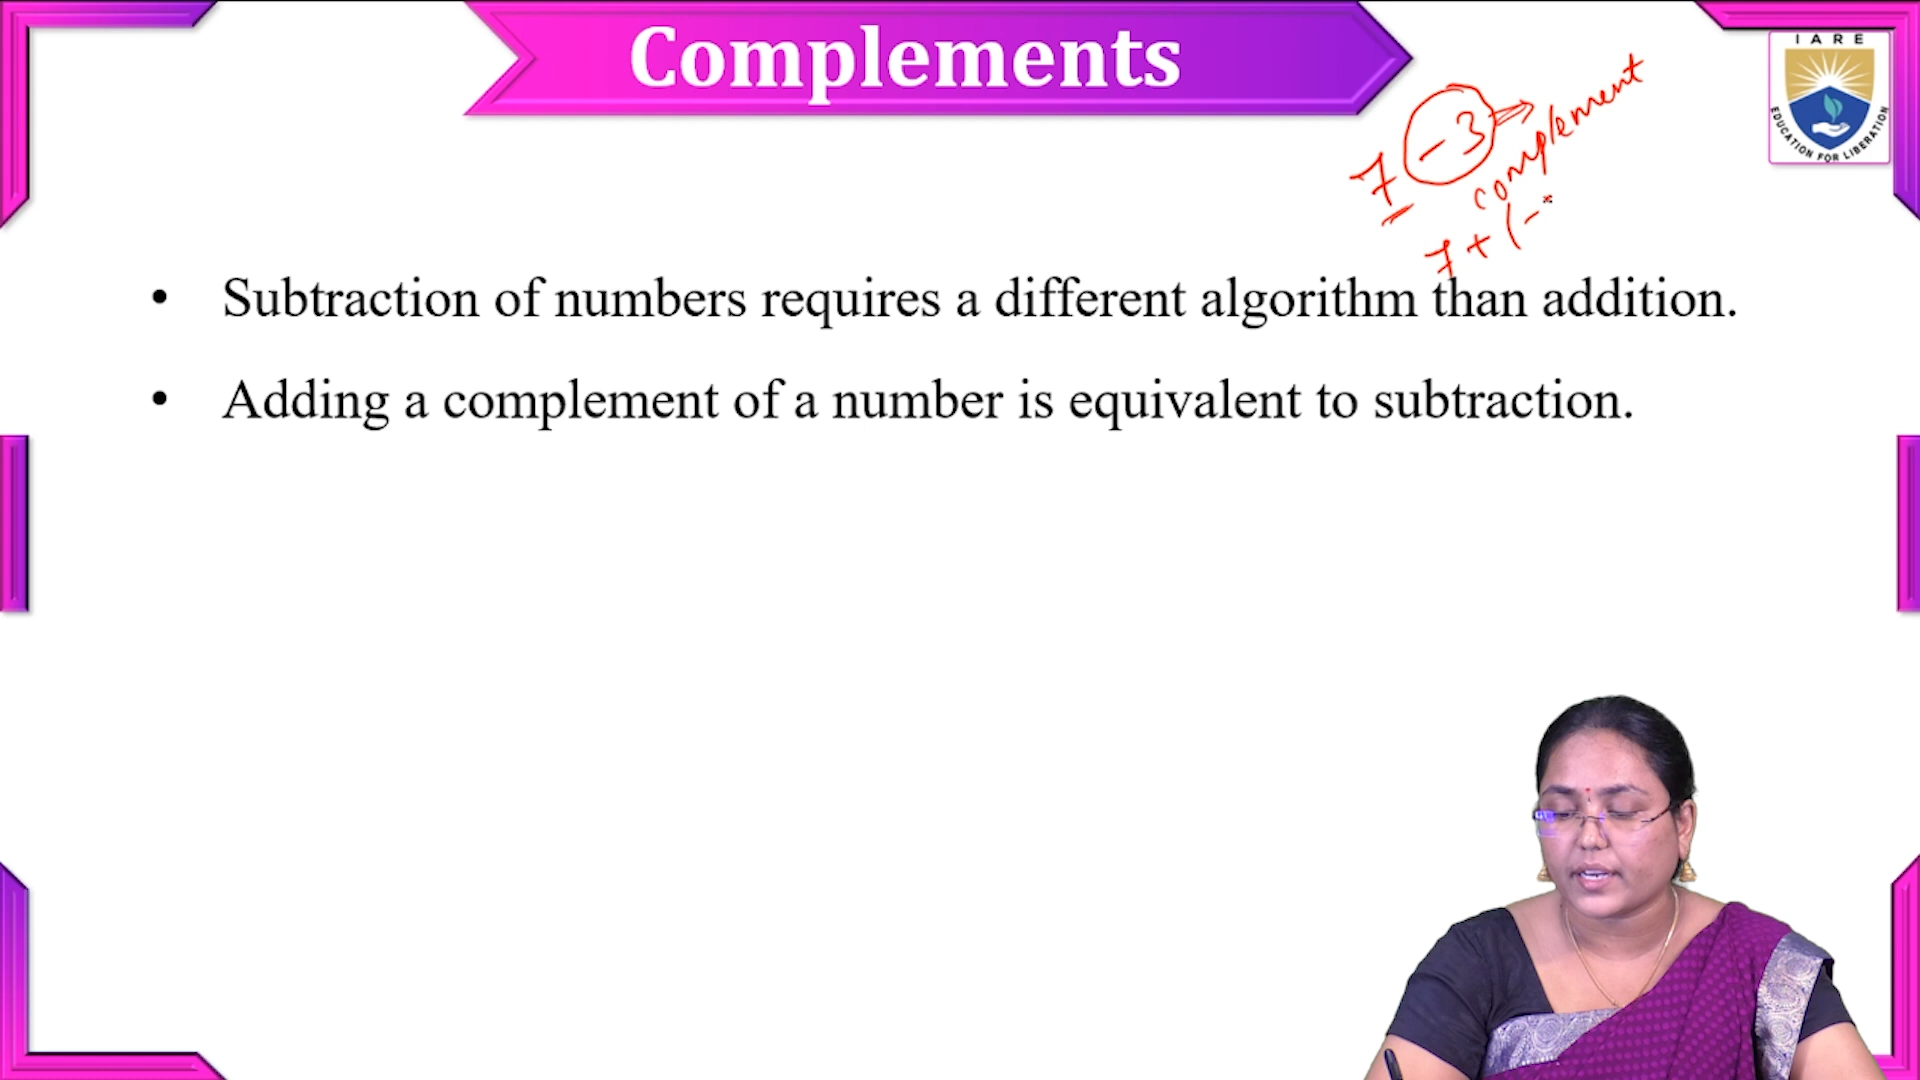 Complements
IARE
EDUCATION FOR LIBERATION
7 - 3 ⇒ complement
7 + (-
• Subtraction of numbers requires a different algorithm than addition.
• Adding a complement of a number is equivalent to subtraction.